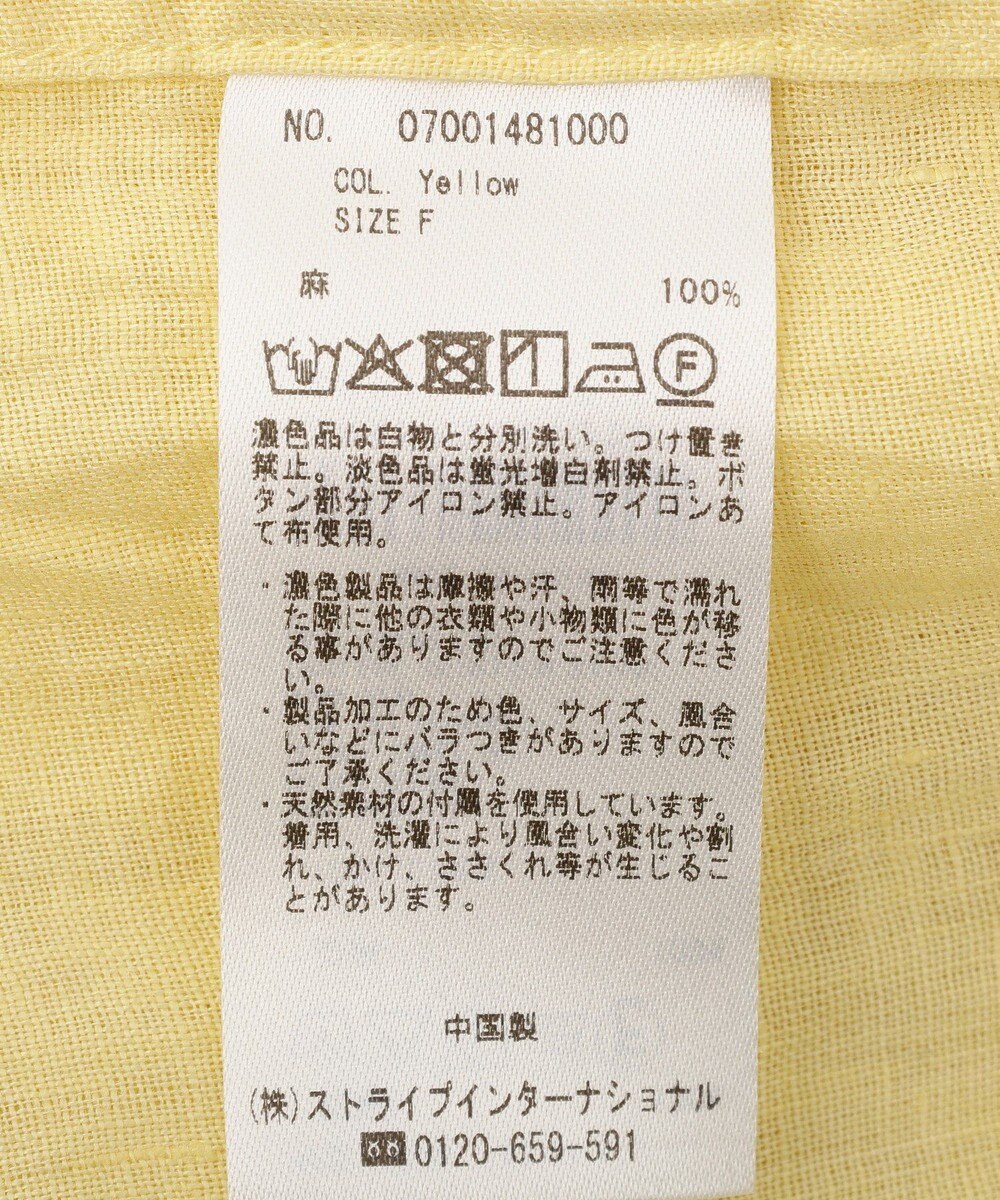 NO. 07001481000
COL. Yellow
SIZE F
麻 100%
F
濃色品は白物と分別洗い。つけ置き
禁止。淡色品は蛍光増白剤禁止。ボ
タン部分アイロン禁止。アイロンあ
て布使用。
・濃色製品は摩擦や汗、雨等で濡れ
た際に他の衣類や小物類に色が移
る事がありますのでご注意くださ
い。
・製品加工のため色、サイズ、風合
いなどにバラつきがありますので
ご了承ください。
・天然素材の付属を使用しています。
着用、洗濯により風合い変化や割
れ、かけ、ささくれ等が生じるこ
とがあります。
中国製
(株)ストライプインターナショナル
0120-659-591